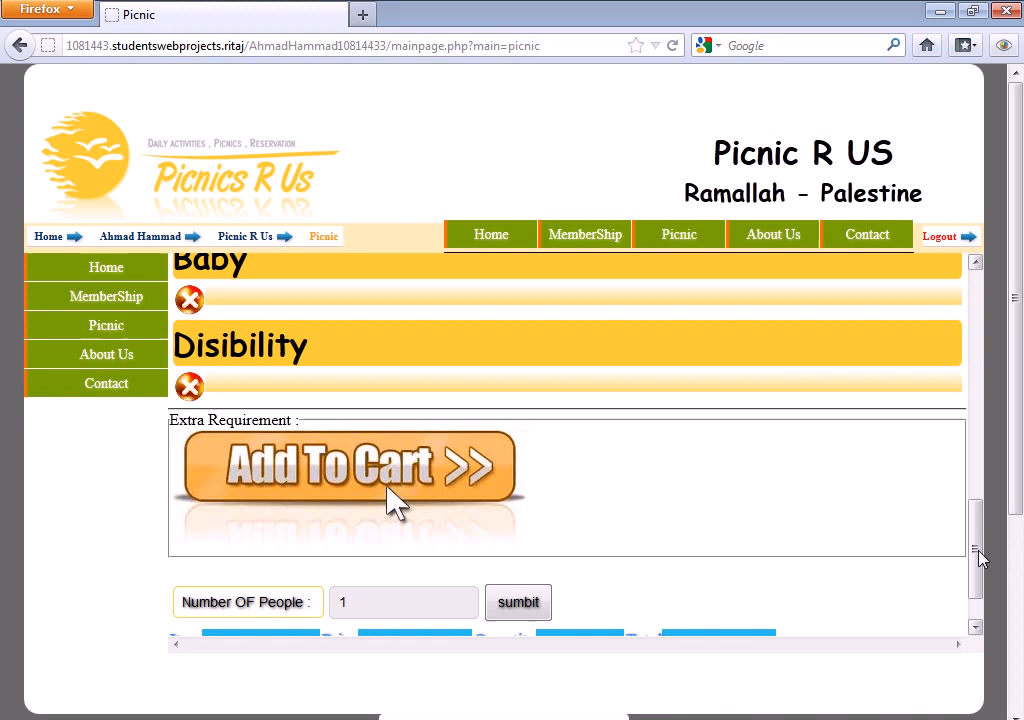 Firefox
Picnic
1081443.studentswebprojects.ritaj/AhmadHammad10814433/mainpage.php?main=picnic
Google
Daily activities , Picnics , Reservation
Picnics R Us
Picnic R US
Ramallah - Palestine
Home Ahmad Hammad Picnic R Us Picnic
Home MemberShip Picnic About Us Contact
Logout
Home
MemberShip
Picnic
About Us
Contact
Baby
Disibility
Extra Requirement :
Add To Cart >>
Number OF People : 1 sumbit